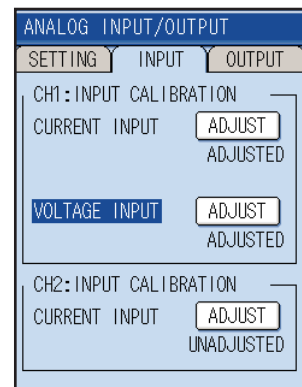 ANALOG INPUT/OUTPUT
SETTING INPUT OUTPUT
CH1:INPUT CALIBRATION
CURRENT INPUT ADJUST
ADJUSTED
VOLTAGE INPUT ADJUST
ADJUSTED
CH2:INPUT CALIBRATION
CURRENT INPUT ADJUST
UNADJUSTED